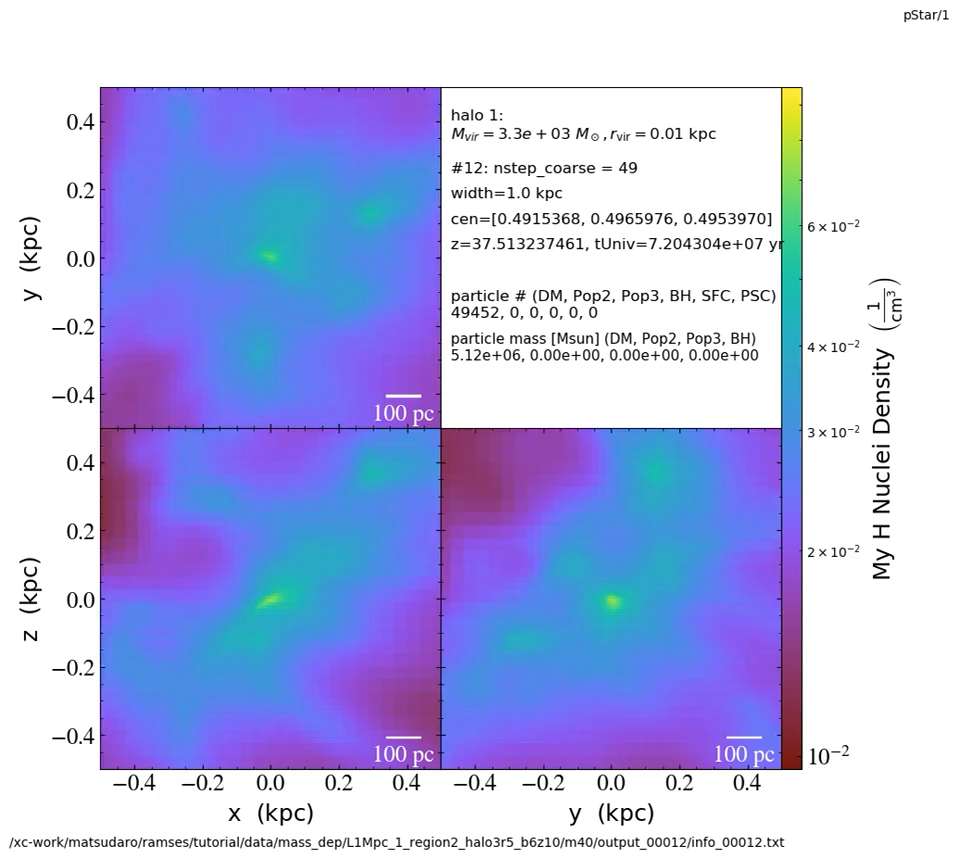 pStar/1
halo 1:
M_vir = 3.3e + 03 M_⊙, r_vir = 0.01 kpc
#12: nstep_coarse = 49
width=1.0 kpc
cen=[0.4915368, 0.4965976, 0.4953970]
z=37.513237461, tUniv=7.204304e+07 yr
particle # (DM, Pop2, Pop3, BH, SFC, PSC)
49452, 0, 0, 0, 0, 0
particle mass [Msun] (DM, Pop2, Pop3, BH)
5.12e+06, 0.00e+00, 0.00e+00, 0.00e+00
y (kpc)
0.4
0.2
0.0
−0.2
−0.4
100 pc
z (kpc)
0.4
0.2
0.0
−0.2
−0.4
100 pc
100 pc
−0.4 −0.2 0.0 0.2 0.4
−0.4 −0.2 0.0 0.2 0.4
x (kpc)
y (kpc)
6 × 10⁻²
4 × 10⁻²
3 × 10⁻²
2 × 10⁻²
10⁻²
My H Nuclei Density (1/cm³)
/xc-work/matsudaro/ramses/tutorial/data/mass_dep/L1Mpc_1_region2_halo3r5_b6z10/m40/output_00012/info_00012.txt